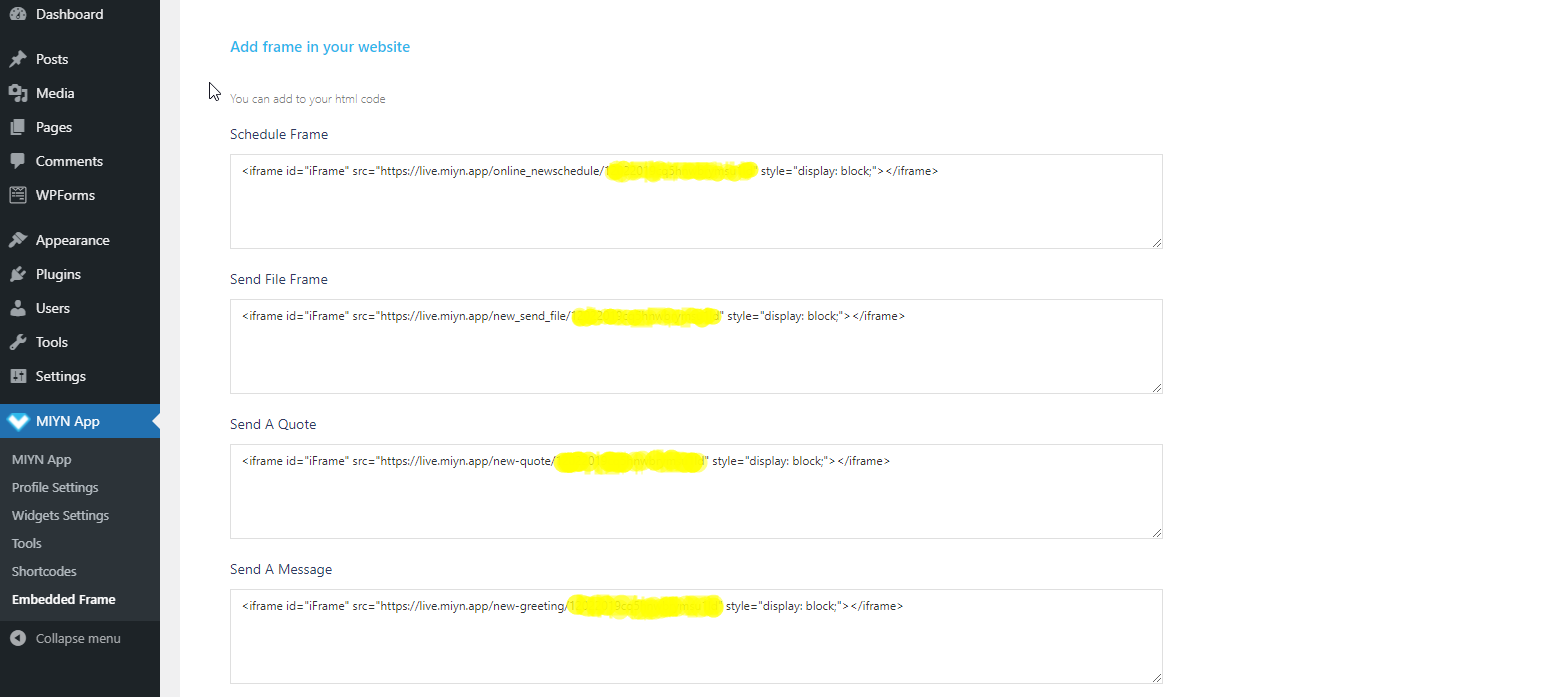 Dashboard
Posts
Media
Pages
Comments
WPForms
Appearance
Plugins
Users
Tools
Settings
MIYN App
MIYN App
Profile Settings
Widgets Settings
Tools
Shortcodes
Embedded Frame
Collapse menu
Add frame in your website
You can add to your html code
Schedule Frame
<iframe id="iFrame" src="https://live.miyn.app/online_newschedule/ style="display: block;"></iframe>
Send File Frame
<iframe id="iFrame" src="https://live.miyn.app/new_send_file/ style="display: block;"></iframe>
Send A Quote
<iframe id="iFrame" src="https://live.miyn.app/new-quote/ style="display: block;"></iframe>
Send A Message
<iframe id="iFrame" src="https://live.miyn.app/new-greeting/ style="display: block;"></iframe>